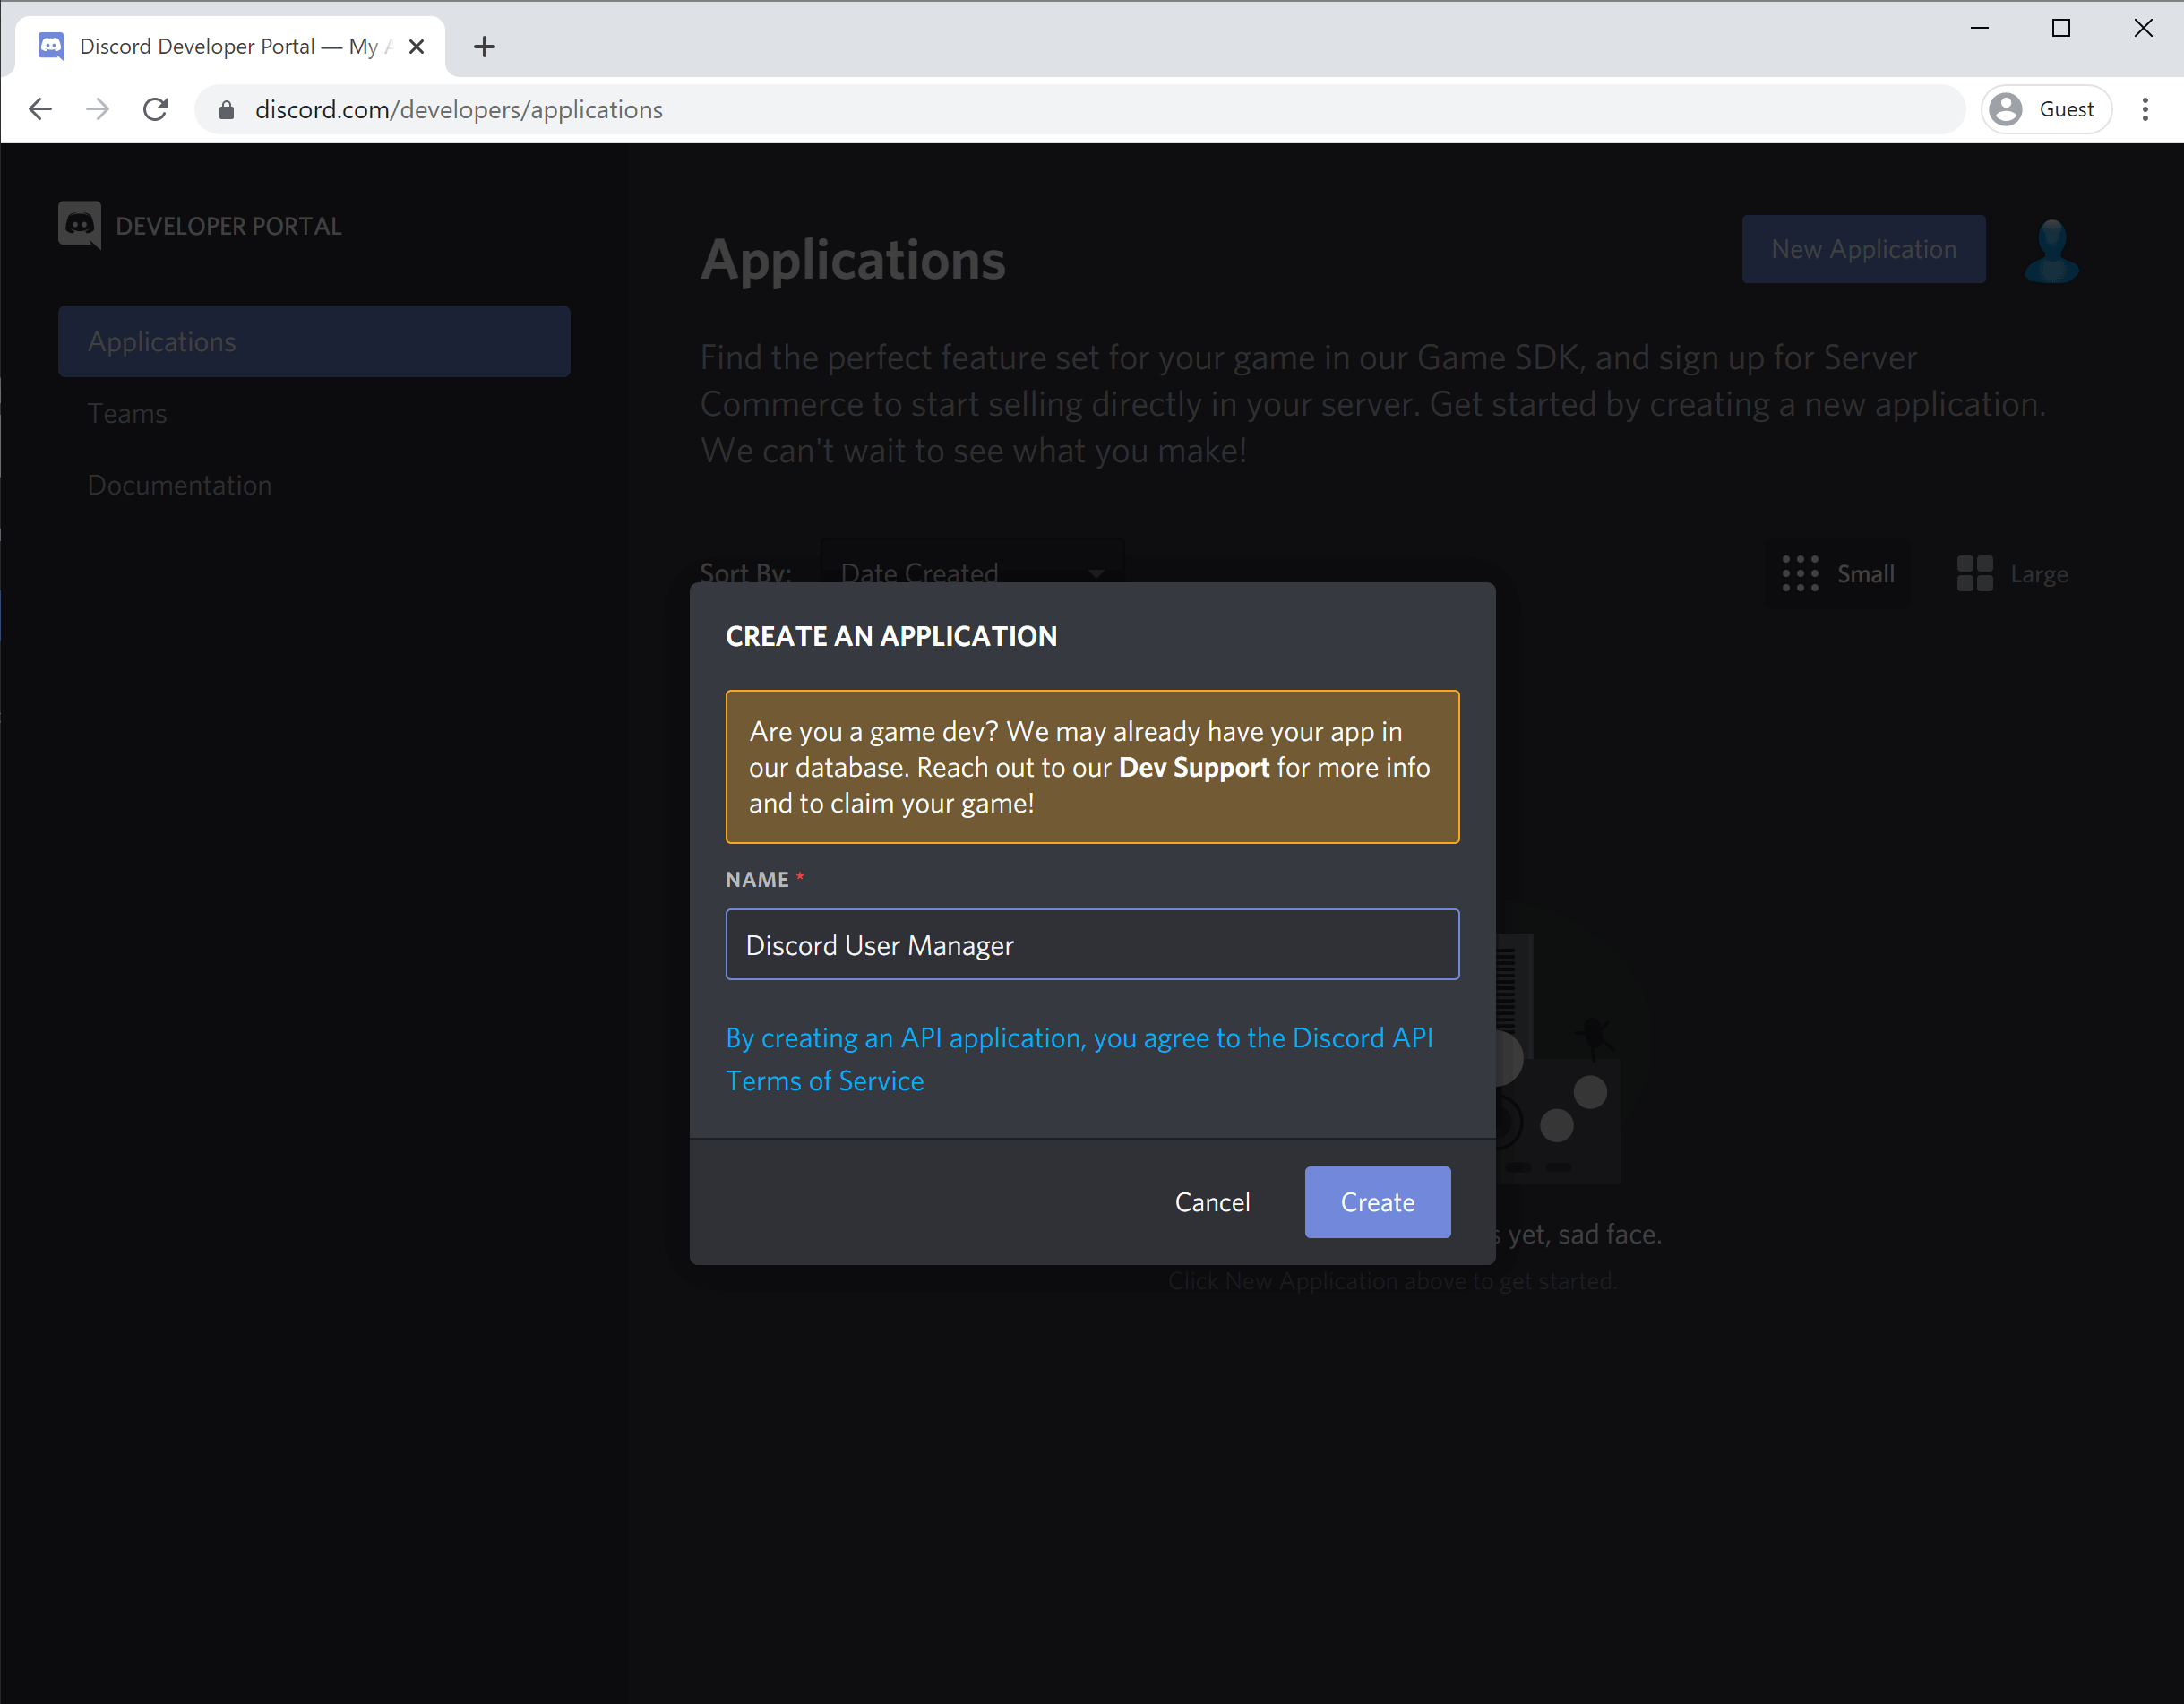 Discord Developer Portal — My A
discord.com/developers/applications
Guest
DEVELOPER PORTAL
Applications
Teams
Documentation
Applications
New Application
Find the perfect feature set for your game in our Game SDK, and sign up for Server
Commerce to start selling directly in your server. Get started by creating a new application.
We can't wait to see what you make!
Sort By:
Date Created
Small
Large
CREATE AN APPLICATION
Are you a game dev? We may already have your app in
our database. Reach out to our Dev Support for more info
and to claim your game!
NAME *
Discord User Manager
By creating an API application, you agree to the Discord API
Terms of Service
Cancel
Create
s yet, sad face.
Click New Application above to get started.